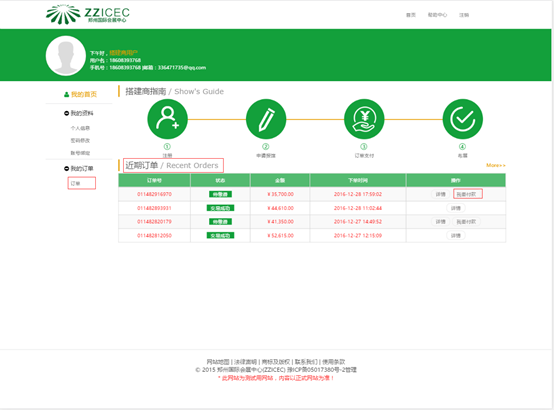 ZZICEC
郑州国际会展中心
首页 帮助中心 注销
下午好，搭建商用户
用户名：18608393768
手机号：18608393768 |邮箱：336471735@qq.com
我的首页
我的资料
个人信息
密码修改
账号绑定
我的订单
订单
搭建商指南 / Show's Guide
① ② ③ ④
注册 申请资质 订单支付 布展
近期订单 / Recent Orders
More>>
订单号 状态 金额 下单时间 操作
011482916970 待缴费 ¥ 35,700.00 2016-12-28 17:59:02 详情 我要付款
011482893931 交易成功 ¥ 44,610.00 2016-12-28 11:02:44 详情
011482820179 待缴费 ¥ 41,350.00 2016-12-27 14:49:52 详情 我要付款
011482812050 交易成功 ¥ 52,615.00 2016-12-27 12:15:09 详情
网站地图 | 法律声明 | 商标及版权 | 联系我们 | 使用条款
© 2015 郑州国际会展中心(ZZICEC) 豫ICP备05017380号-2管理
* 此网站为测试用网站，内容以正式网站为准！